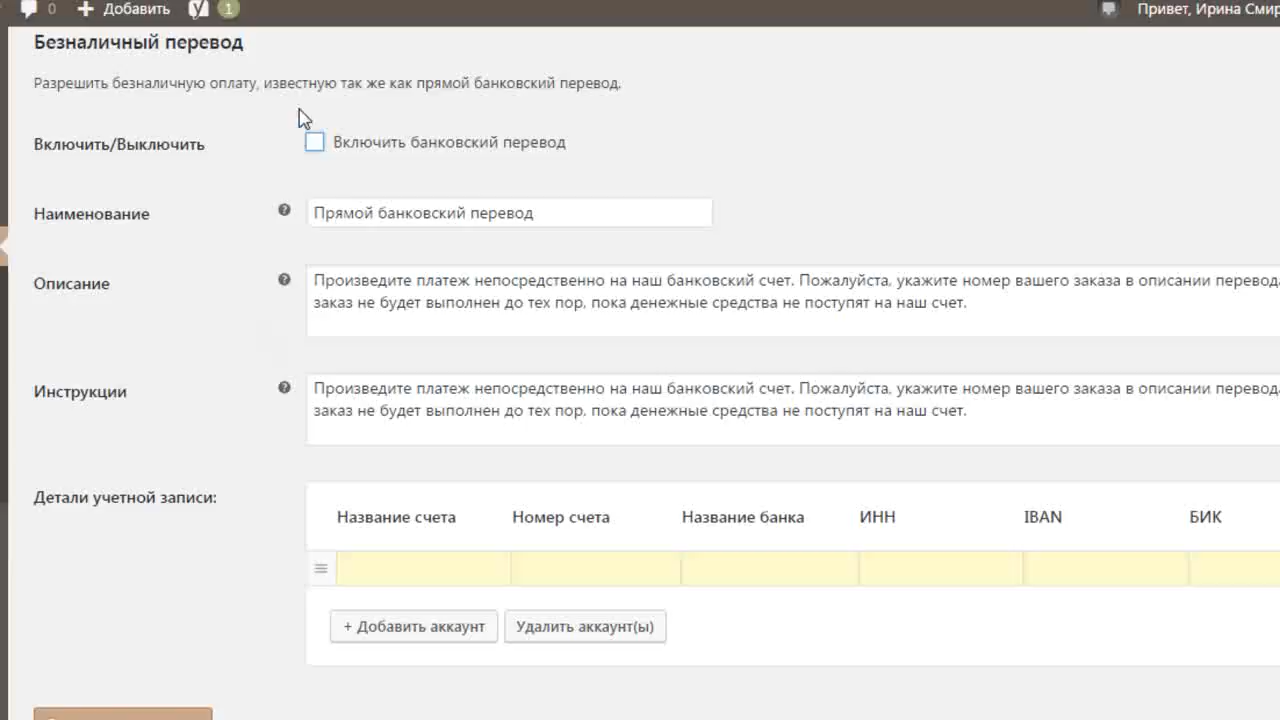 0 Добавить 1 Привет, Ирина Смир
Безналичный перевод
Разрешить безналичную оплату, известную так же как прямой банковский перевод.
Включить/Выключить
Включить банковский перевод
Наименование
Прямой банковский перевод
Описание
Произведите платеж непосредственно на наш банковский счет. Пожалуйста, укажите номер вашего заказа в описании перевода
заказ не будет выполнен до тех пор, пока денежные средства не поступят на наш счет.
Инструкции
Произведите платеж непосредственно на наш банковский счет. Пожалуйста, укажите номер вашего заказа в описании перевода
заказ не будет выполнен до тех пор, пока денежные средства не поступят на наш счет.
Детали учетной записи:
Название счета Номер счета Название банка ИНН IBAN БИК
+ Добавить аккаунт Удалить аккаунт(ы)